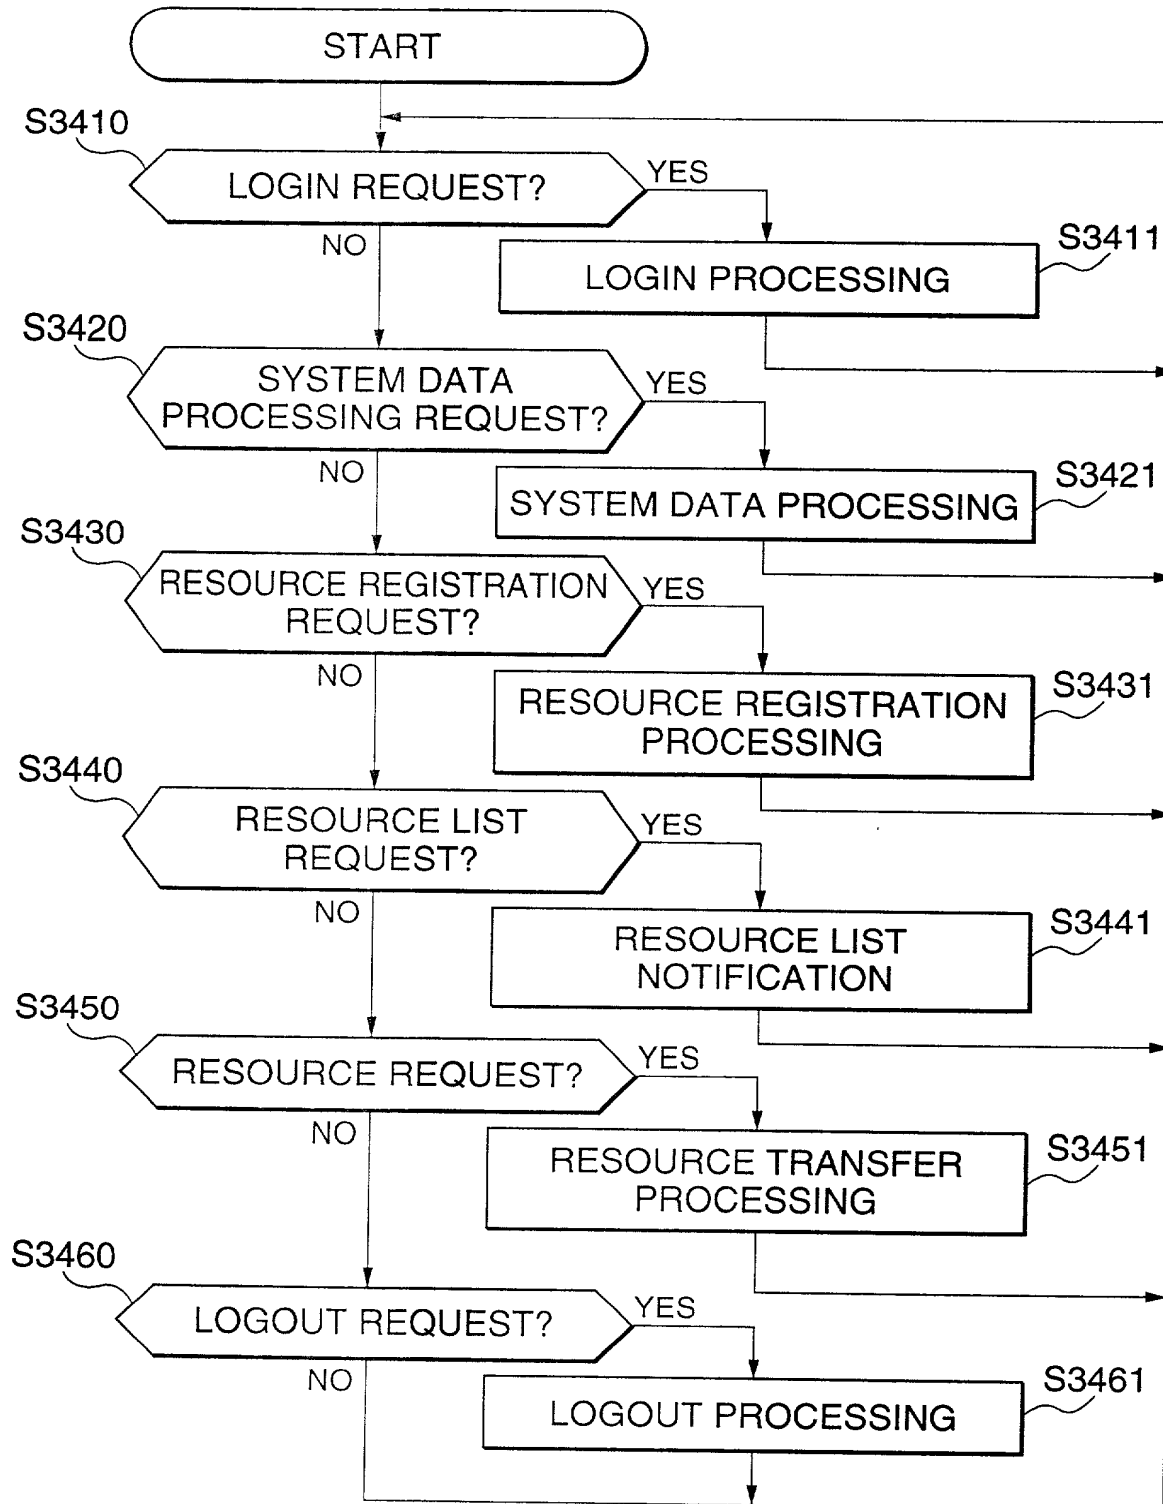 START
S3410
LOGIN REQUEST?
YES
NO
S3411
LOGIN PROCESSING
S3420
SYSTEM DATA
PROCESSING REQUEST?
YES
NO
S3421
SYSTEM DATA PROCESSING
S3430
RESOURCE REGISTRATION
REQUEST?
YES
NO
S3431
RESOURCE REGISTRATION
PROCESSING
S3440
RESOURCE LIST
REQUEST?
YES
NO
S3441
RESOURCE LIST
NOTIFICATION
S3450
RESOURCE REQUEST?
YES
NO
S3451
RESOURCE TRANSFER
PROCESSING
S3460
LOGOUT REQUEST?
YES
NO
S3461
LOGOUT PROCESSING